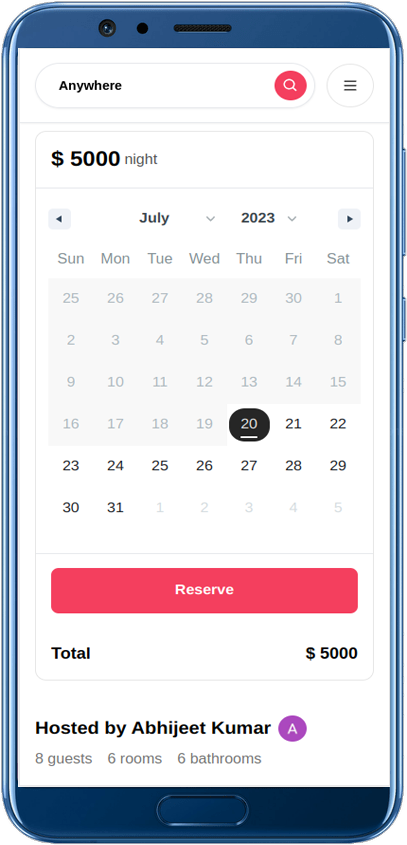 Anywhere
$ 5000 night
July 2023
Sun Mon Tue Wed Thu Fri Sat
25 26 27 28 29 30 1
2 3 4 5 6 7 8
9 10 11 12 13 14 15
16 17 18 19 20 21 22
23 24 25 26 27 28 29
30 31 1 2 3 4 5
Reserve
Total $ 5000
Hosted by Abhijeet Kumar A
8 guests 6 rooms 6 bathrooms